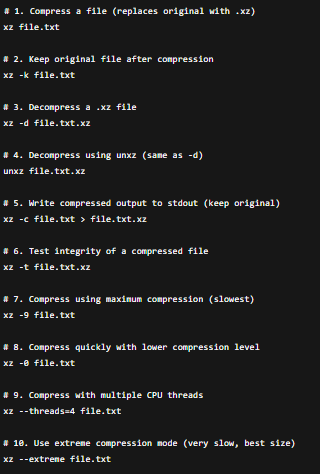 # 1. Compress a file (replaces original with .xz)
xz file.txt
# 2. Keep original file after compression
xz -k file.txt
# 3. Decompress a .xz file
xz -d file.txt.xz
# 4. Decompress using unxz (same as -d)
unxz file.txt.xz
# 5. Write compressed output to stdout (keep original)
xz -c file.txt > file.txt.xz
# 6. Test integrity of a compressed file
xz -t file.txt.xz
# 7. Compress using maximum compression (slowest)
xz -9 file.txt
# 8. Compress quickly with lower compression level
xz -0 file.txt
# 9. Compress with multiple CPU threads
xz --threads=4 file.txt
# 10. Use extreme compression mode (very slow, best size)
xz --extreme file.txt